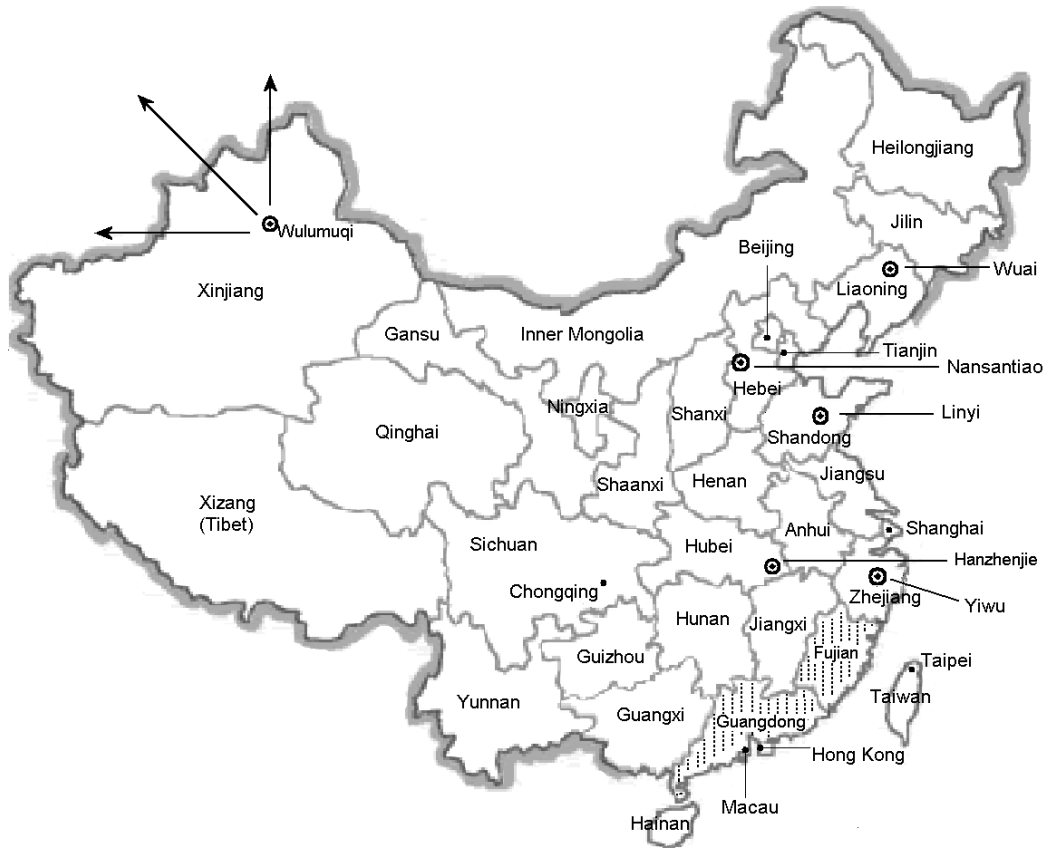 Heilongjiang
Jilin
Wulumuqi
Beijing
Wuai
Liaoning
Xinjiang
Gansu
Inner Mongolia
Tianjin
Nansantiao
Hebei
Ningxia
Shanxi
Linyi
Qinghai
Shandong
Jiangsu
Henan
Shaanxi
Xizang
(Tibet)
Anhui
Shanghai
Sichuan
Hubei
Hanzhenjie
Chongqing
Zhejiang
Yiwu
Hunan
Jiangxi
Guizhou
Fujian
Taipei
Yunnan
Taiwan
Guangxi
Guangdong
Hong Kong
Macau
Hainan